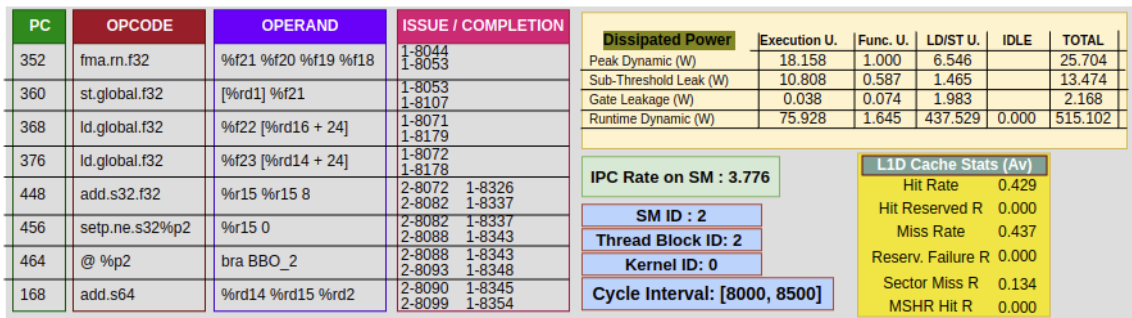 PC OPCODE OPERAND ISSUE / COMPLETION
352 fma.rn.f32 %f21 %f20 %f19 %f18 1-8044
1-8053
360 st.global.f32 [%rd1] %f21 1-8053
1-8107
368 ld.global.f32 %f22 [%rd16 + 24] 1-8071
1-8179
376 ld.global.f32 %f23 [%rd14 + 24] 1-8072
1-8178
448 add.s32.f32 %r15 %r15 8 2-8072 1-8326
2-8082 1-8337
456 setp.ne.s32%p2 %r15 0 2-8082 1-8337
2-8088 1-8343
464 @ %p2 bra BBO_2 2-8088 1-8343
2-8093 1-8348
168 add.s64 %rd14 %rd15 %rd2 2-8090 1-8345
2-8099 1-8354
Dissipated Power Execution U. Func. U. LD/ST U. IDLE TOTAL
Peak Dynamic (W) 18.158 1.000 6.546 25.704
Sub-Threshold Leak (W) 10.808 0.587 1.465 13.474
Gate Leakage (W) 0.038 0.074 1.983 2.168
Runtime Dynamic (W) 75.928 1.645 437.529 0.000 515.102
IPC Rate on SM : 3.776
SM ID : 2
Thread Block ID: 2
Kernel ID: 0
Cycle Interval: [8000, 8500]
L1D Cache Stats (Av)
Hit Rate 0.429
Hit Reserved R 0.000
Miss Rate 0.437
Reserv. Failure R 0.000
Sector Miss R 0.134
MSHR Hit R 0.000